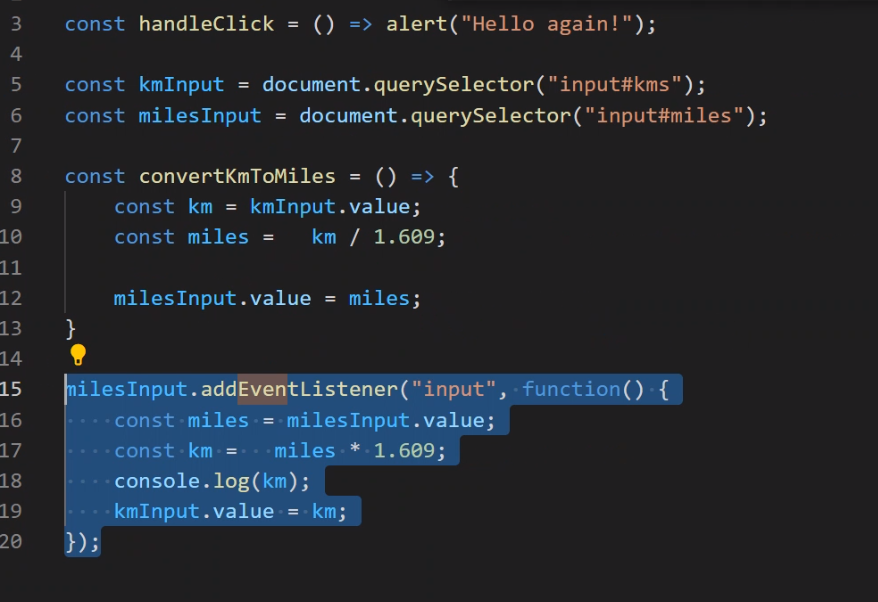 3 const handleClick = () => alert("Hello again!");
4
5 const kmInput = document.querySelector("input#kms");
6 const milesInput = document.querySelector("input#miles");
7
8 const convertKmToMiles = () => {
9     const km = kmInput.value;
10     const miles =   km / 1.609;
11
12     milesInput.value = miles;
13 }
14
15 milesInput.addEventListener("input", function() {
16     const miles = milesInput.value;
17     const km =   miles * 1.609;
18     console.log(km);
19     kmInput.value = km;
20 });